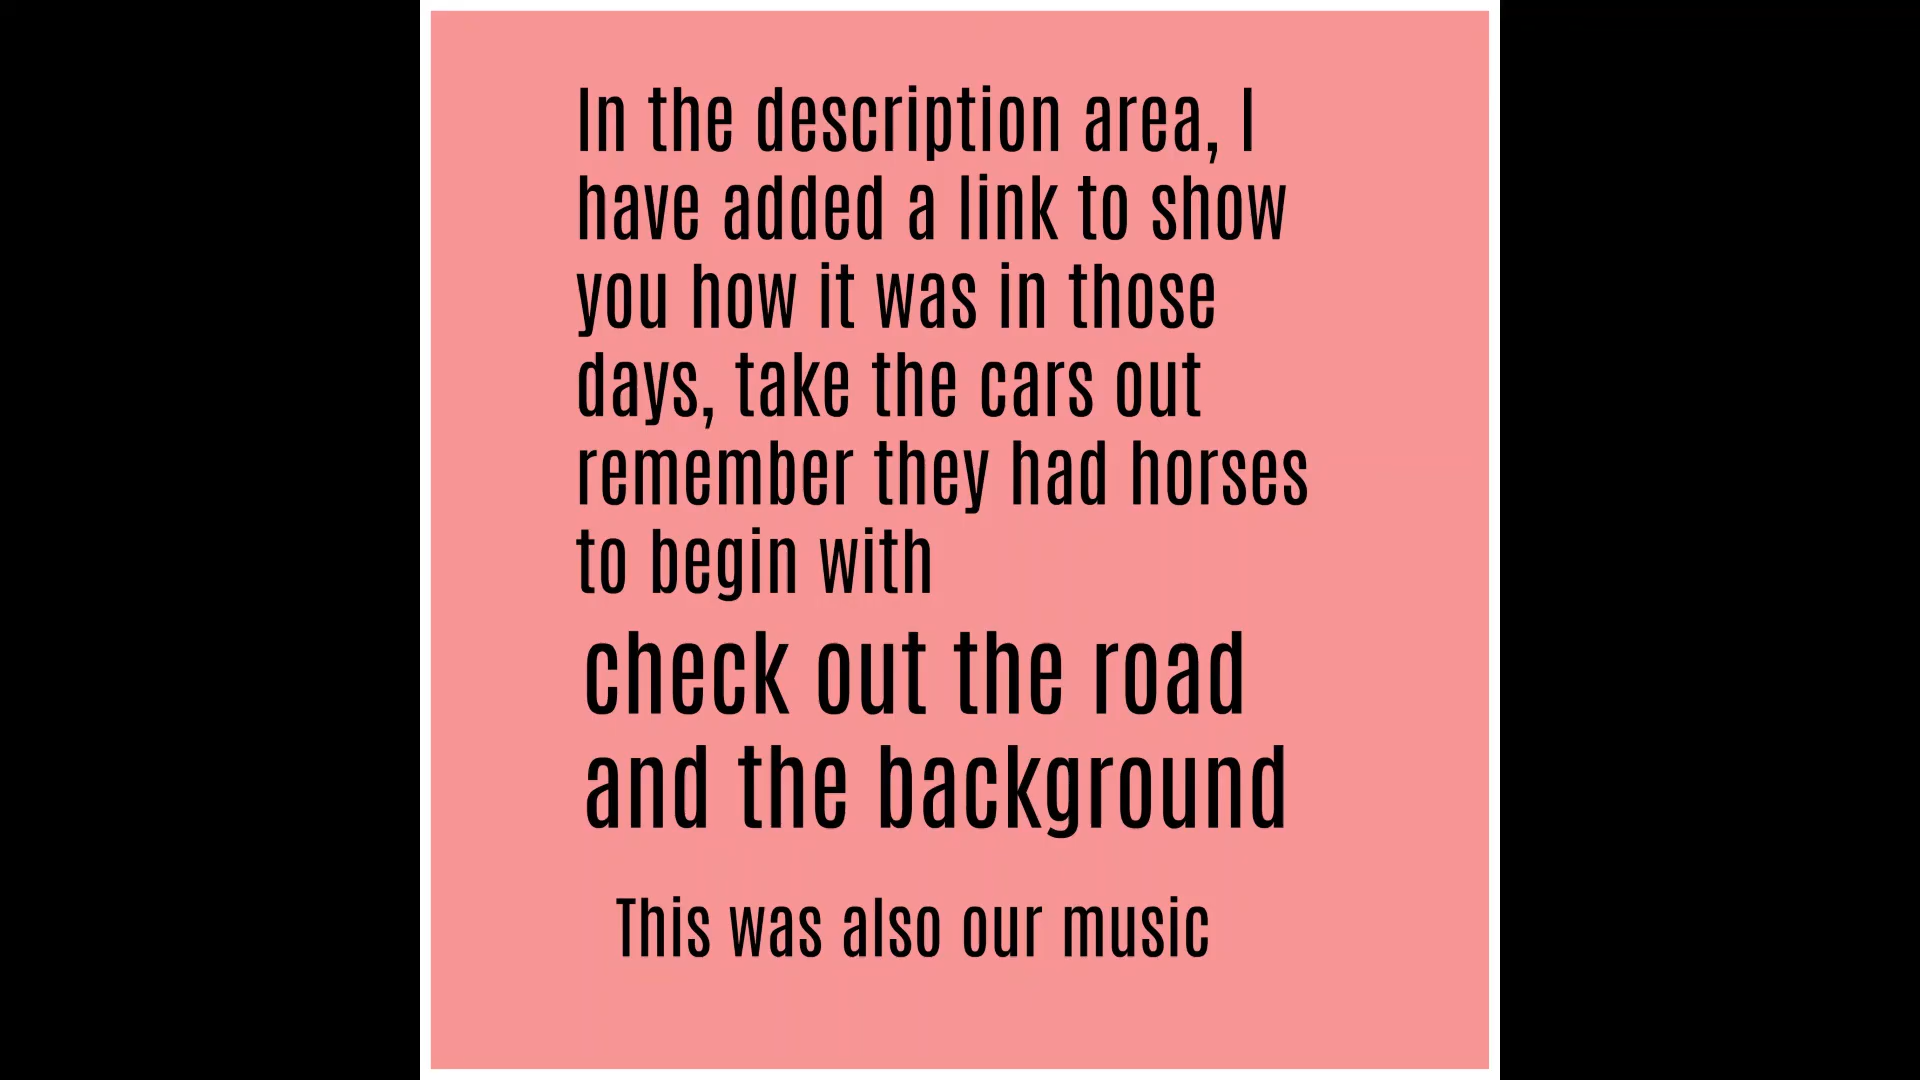 In the description area, I
have added a link to show
you how it was in those
days, take the cars out
remember they had horses
to begin with
check out the road
and the background
This was also our music